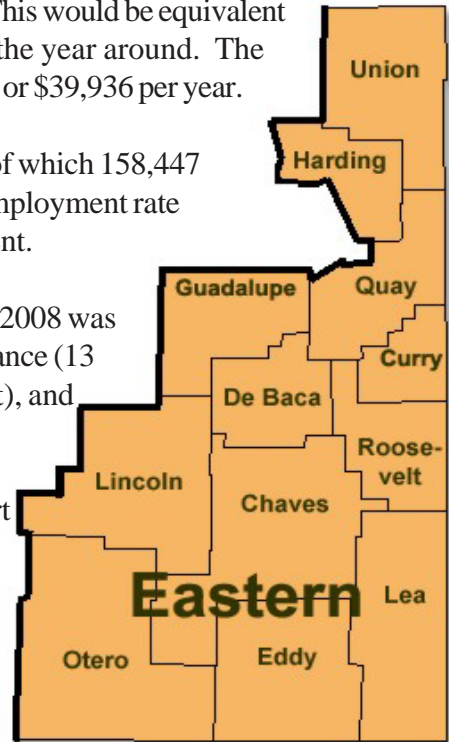 This would be equivalent
the year around. The
or $39,936 per year.
of which 158,447
mployment rate
ent.
2008 was
ance (13
t), and
rt
Union
Harding
Guadalupe
Quay
Curry
De Baca
Roose-
velt
Lincoln
Chaves
Eastern
Lea
Otero
Eddy